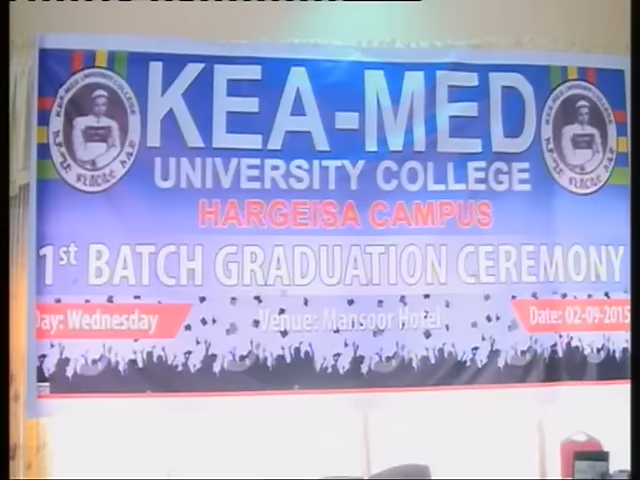 KEA-MED
UNIVERSITY COLLEGE
HARGEISA CAMPUS
1st BATCH GRADUATION CEREMONY
Day: Wednesday
Venue: Mansoor Hotel
Date: 02-09-2015